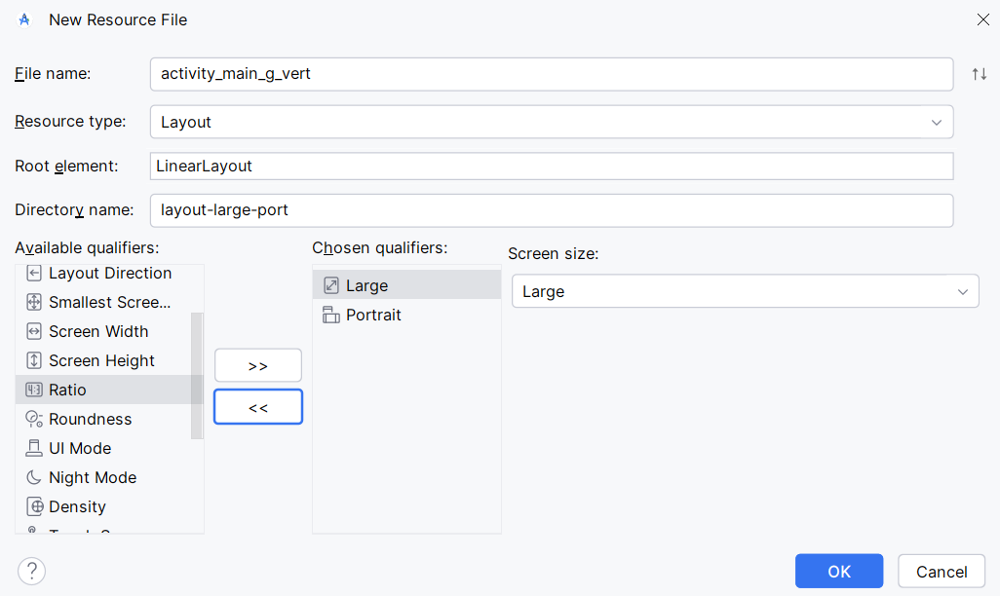 New Resource File
File name:
activity_main_g_vert
Resource type:
Layout
Root element:
LinearLayout
Directory name:
layout-large-port
Available qualifiers:
Chosen qualifiers:
Screen size:
Layout Direction
Smallest Scree...
Screen Width
Screen Height
4:3 Ratio
Roundness
UI Mode
Night Mode
Density
>>
<<
Large
Portrait
Large
?
OK
Cancel